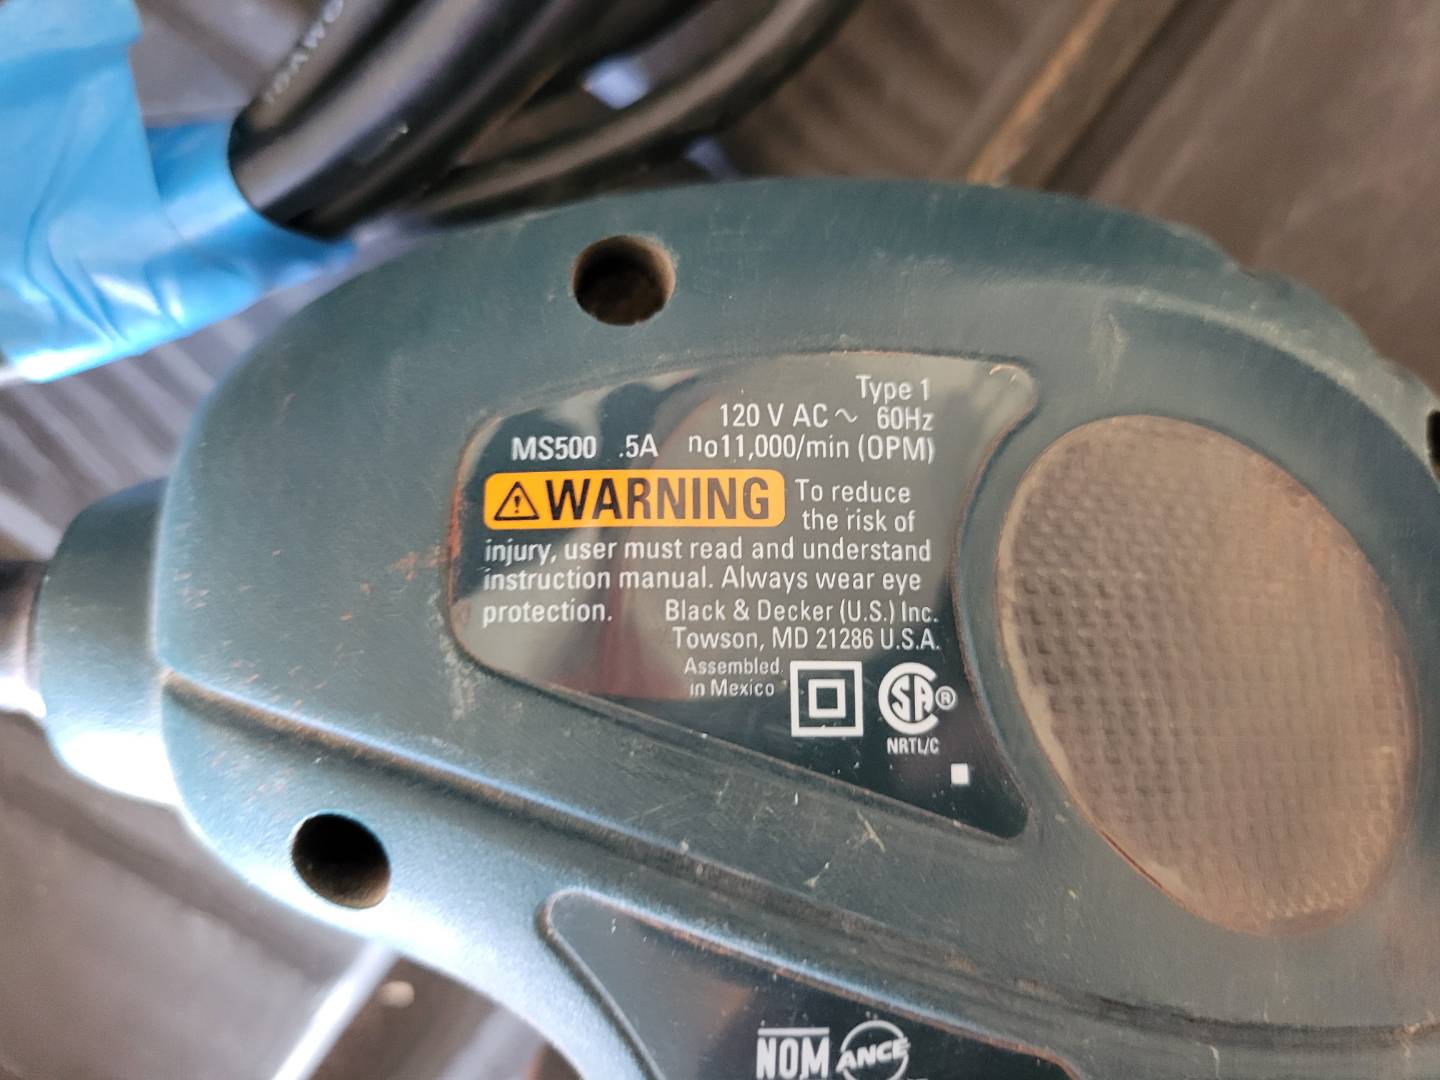 Type 1
120 V AC ~ 60Hz
MS500 .5A no11,000/min (OPM)
⚠WARNING To reduce
the risk of
injury, user must read and understand
instruction manual. Always wear eye
protection. Black & Decker (U.S.) Inc.
Towson, MD 21286 U.S.A.
Assembled
in Mexico
SA®
NRTL/C
NOM ANCE